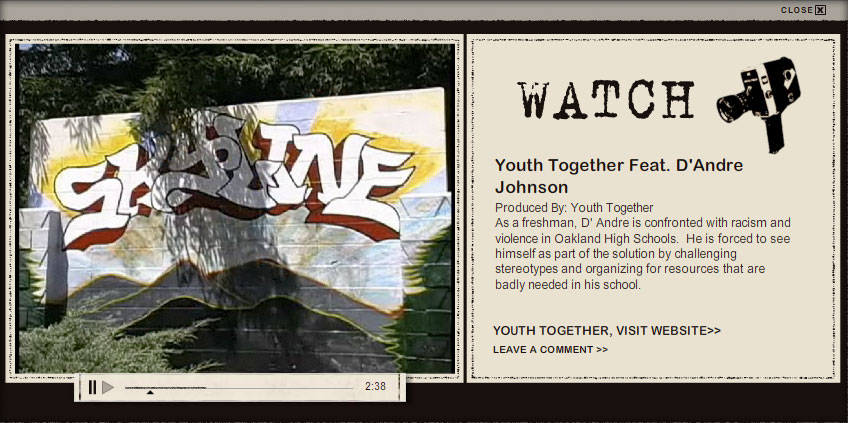 CLOSE
SKYLINE
WATCH
Youth Together Feat. D'Andre
Johnson
Produced By: Youth Together
As a freshman, D' Andre is confronted with racism and
violence in Oakland High Schools.  He is forced to see
himself as part of the solution by challenging
stereotypes and organizing for resources that are
badly needed in his school.
YOUTH TOGETHER, VISIT WEBSITE>>
LEAVE A COMMENT >>
2:38